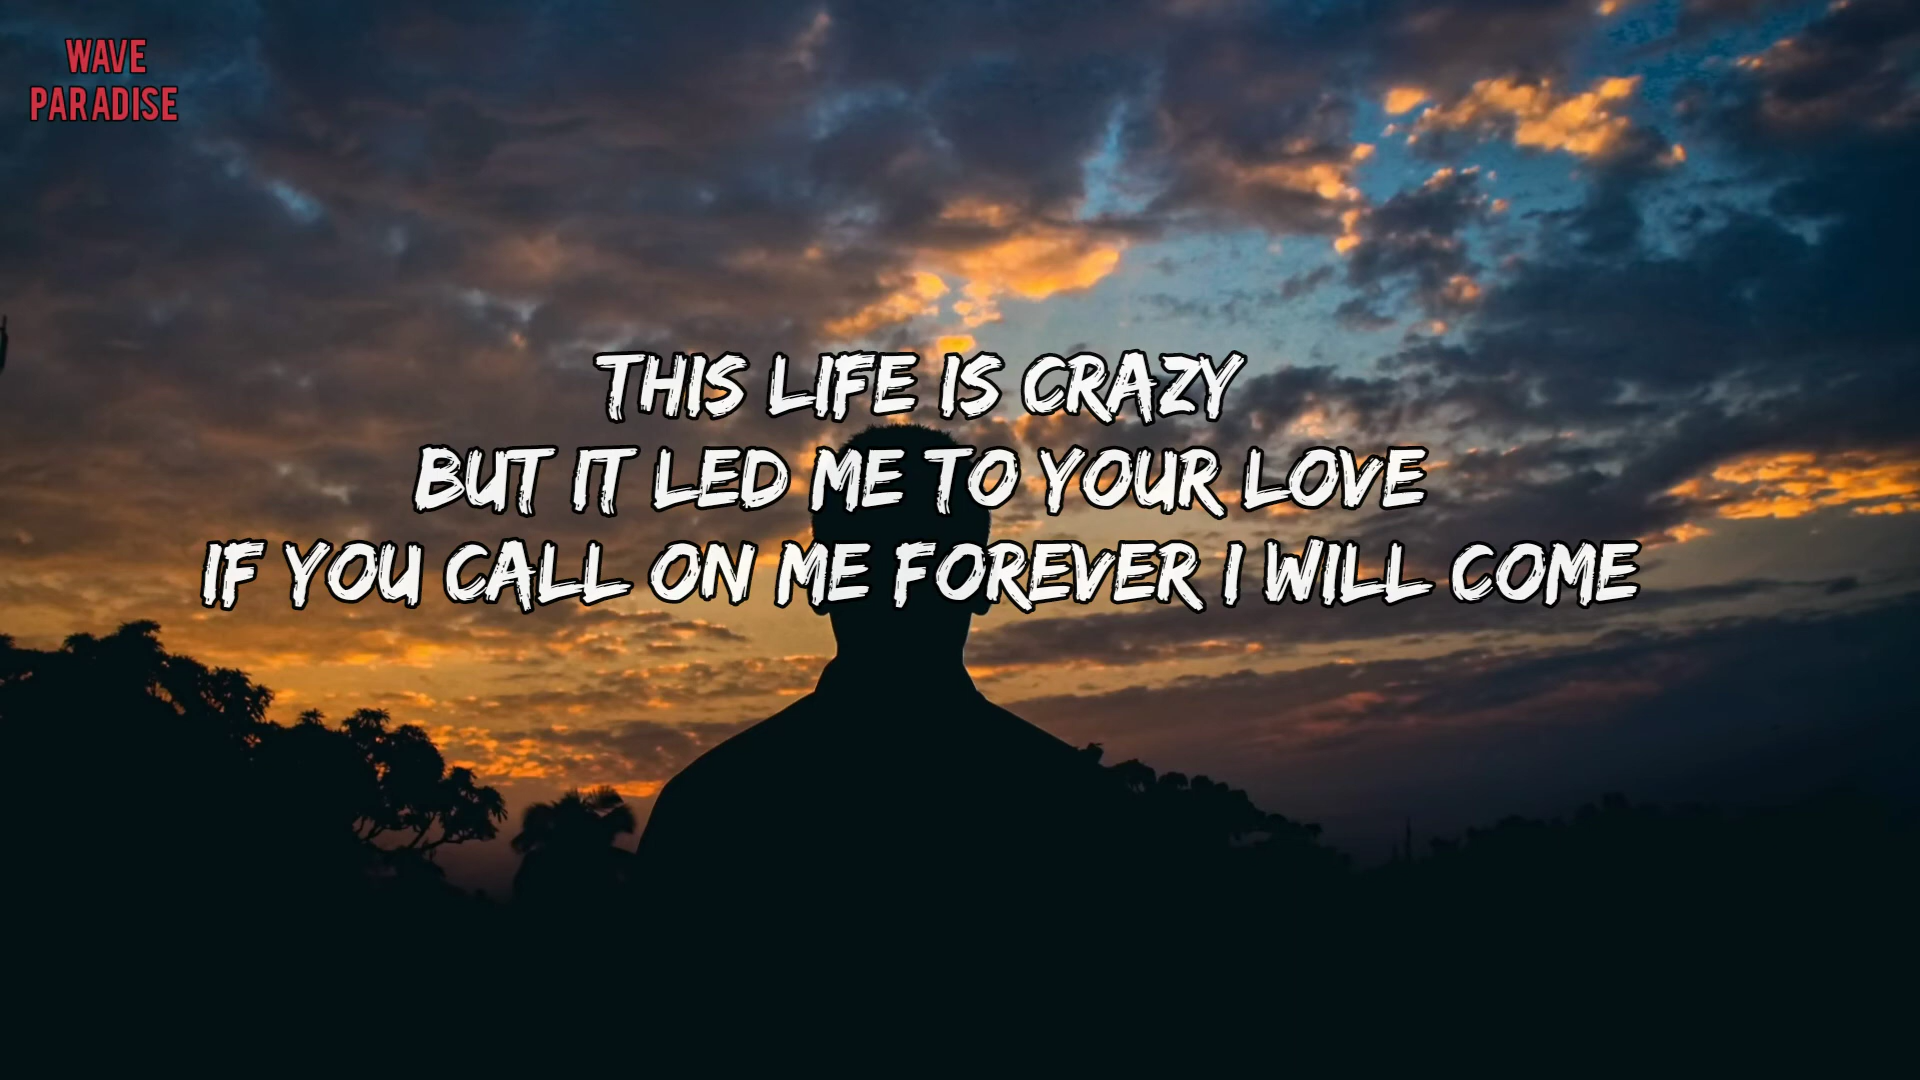 WAVE
PARADISE
THIS LIFE IS CRAZY
BUT IT LED ME TO YOUR LOVE
IF YOU CALL ON ME FOREVER I WILL COME